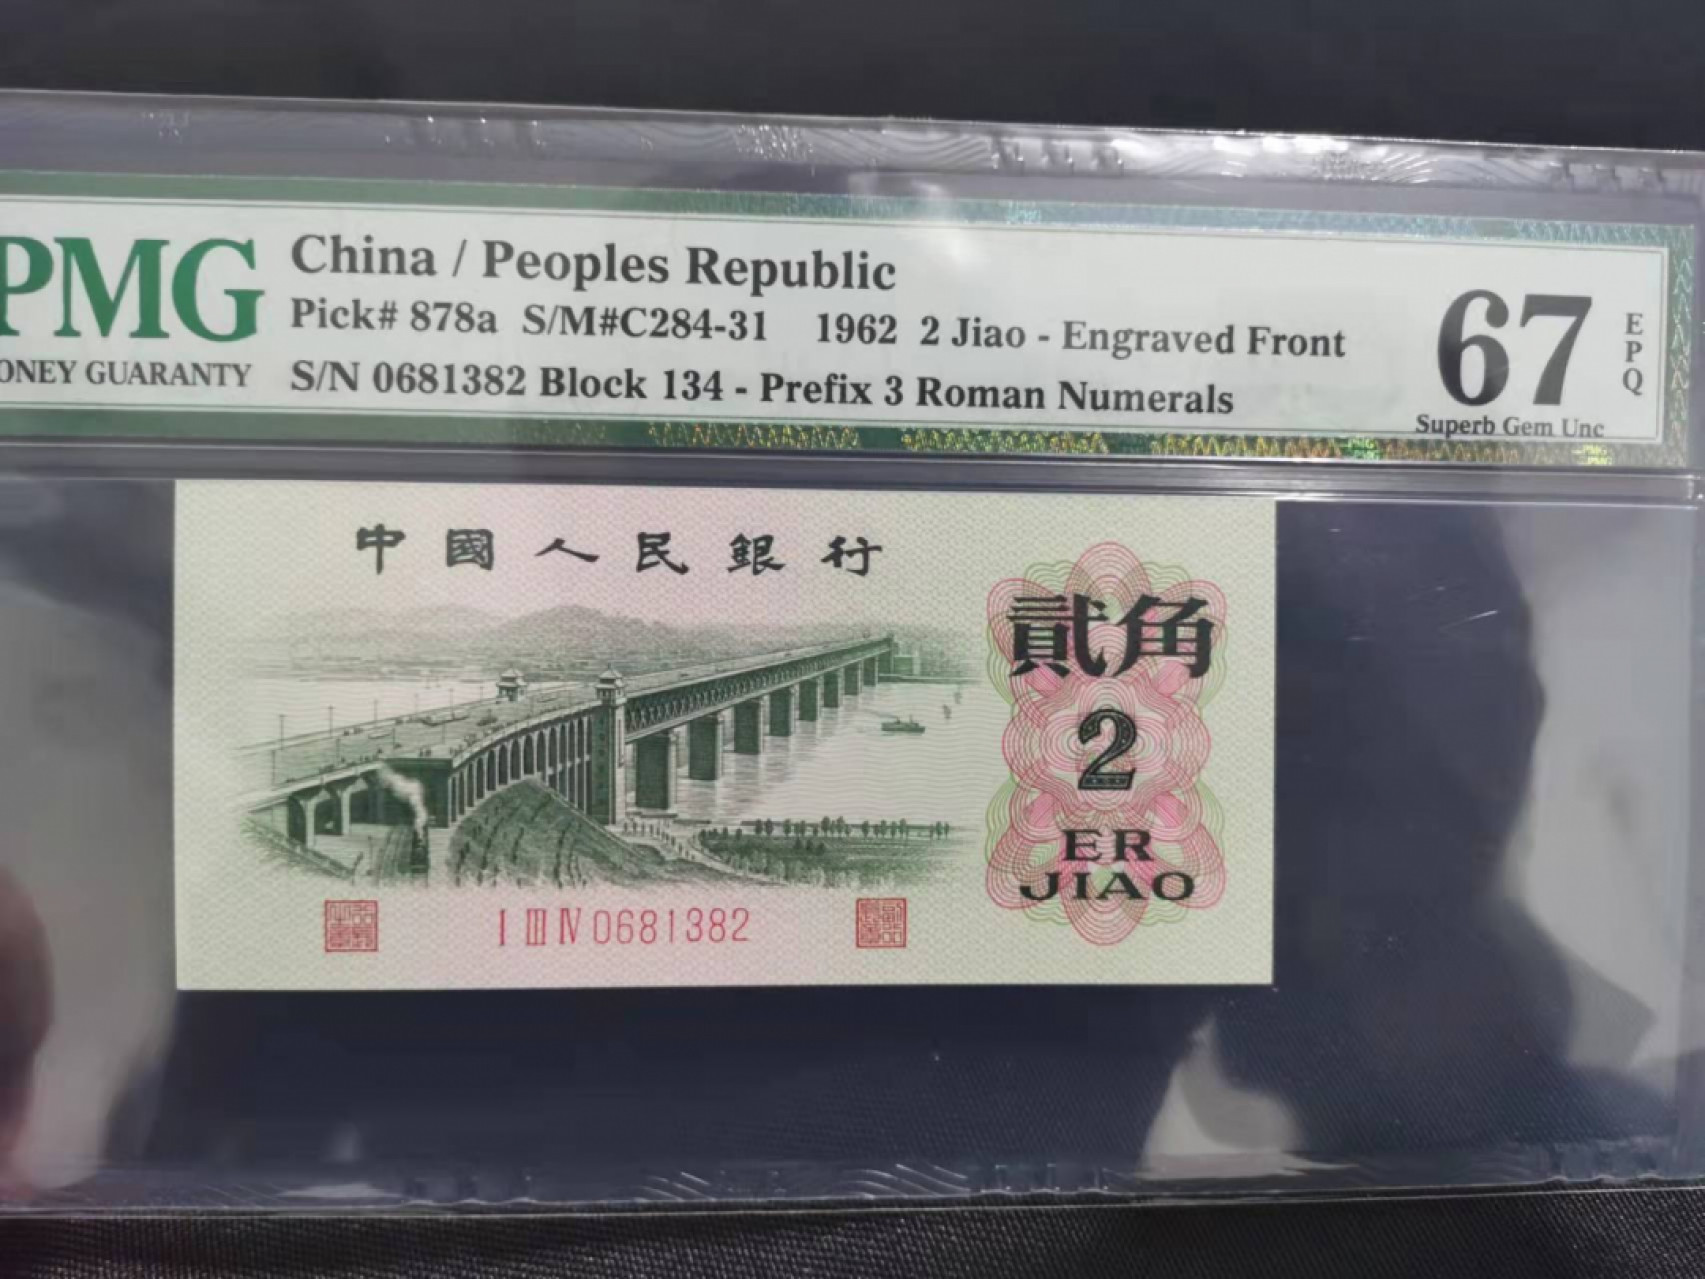 PMG
ONEY GUARANTY
China / Peoples Republic
Pick# 878a S/M#C284-31 1962 2 Jiao - Engraved Front
S/N 0681382 Block 134 - Prefix 3 Roman Numerals
67
EPQ
Superb Gem Unc
中國人民銀行
貳角
2
ER
JIAO
I III IV 0681382